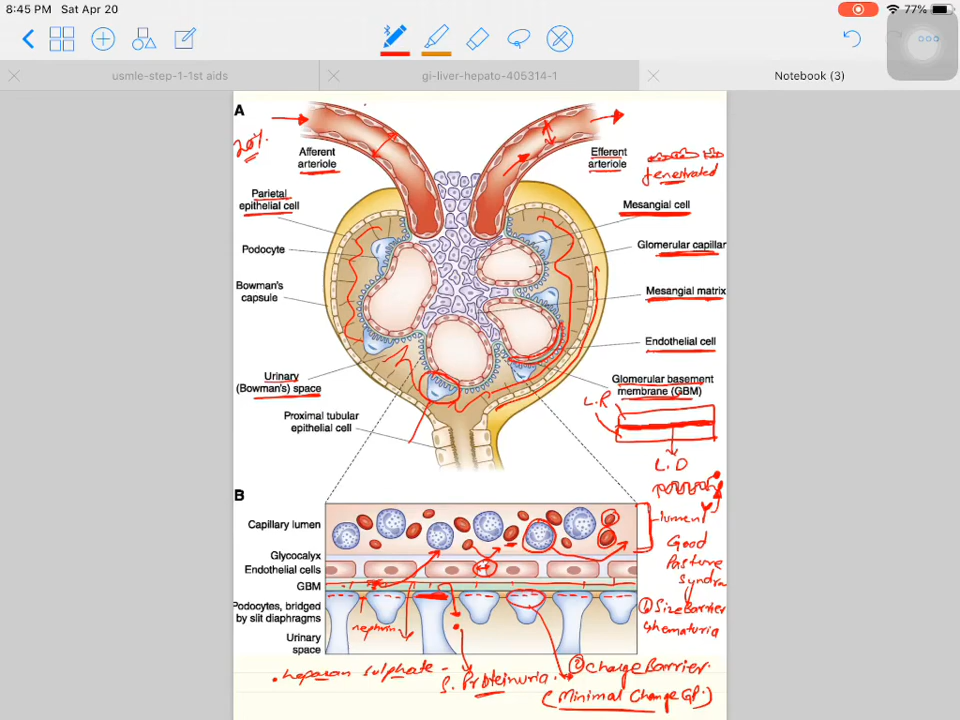 8:45 PM Sat Apr 20
77%
usmle-step-1-1st aids
gi-liver-hepato-405314-1
Notebook (3)
A
20%
Afferent
arteriole
Efferent
arteriole
fenestrated
Parietal
epithelial cell
Mesangial cell
Podocyte
Glomerular capillar
Bowman's
capsule
Mesangial matrix
Endothelial cell
Urinary
(Bowman's) space
Glomerular basement
membrane (GBM)
L.R
Proximal tubular
epithelial cell
L.D
B
Capillary lumen
lumen
Good
Pasture
Syndra
Glycocalyx
Endothelial cells
GBM
Podocytes, bridged
by slit diaphragms
nephrin
① Size Barrier
hematuria
Urinary
space
. heparan sulphate -
Proteinuria.
② Charge Barrier.
(Minimal Change GP.)